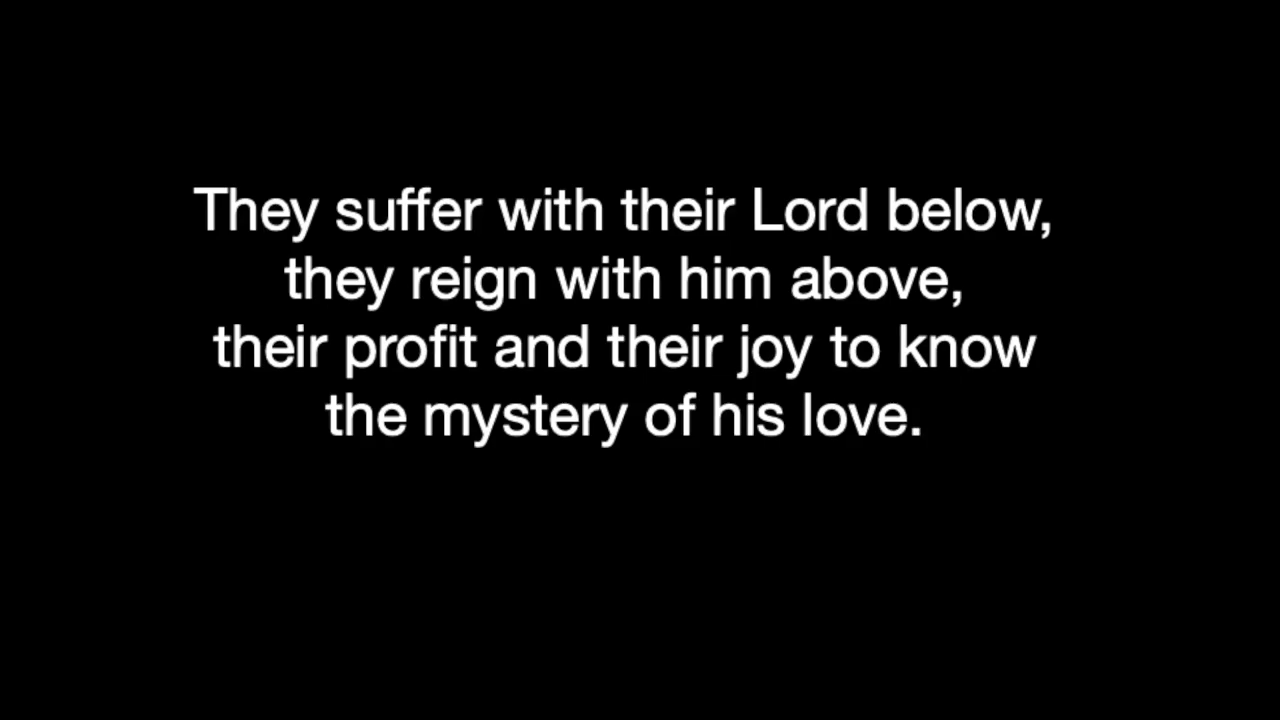 They suffer with their Lord below,
they reign with him above,
their profit and their joy to know
the mystery of his love.